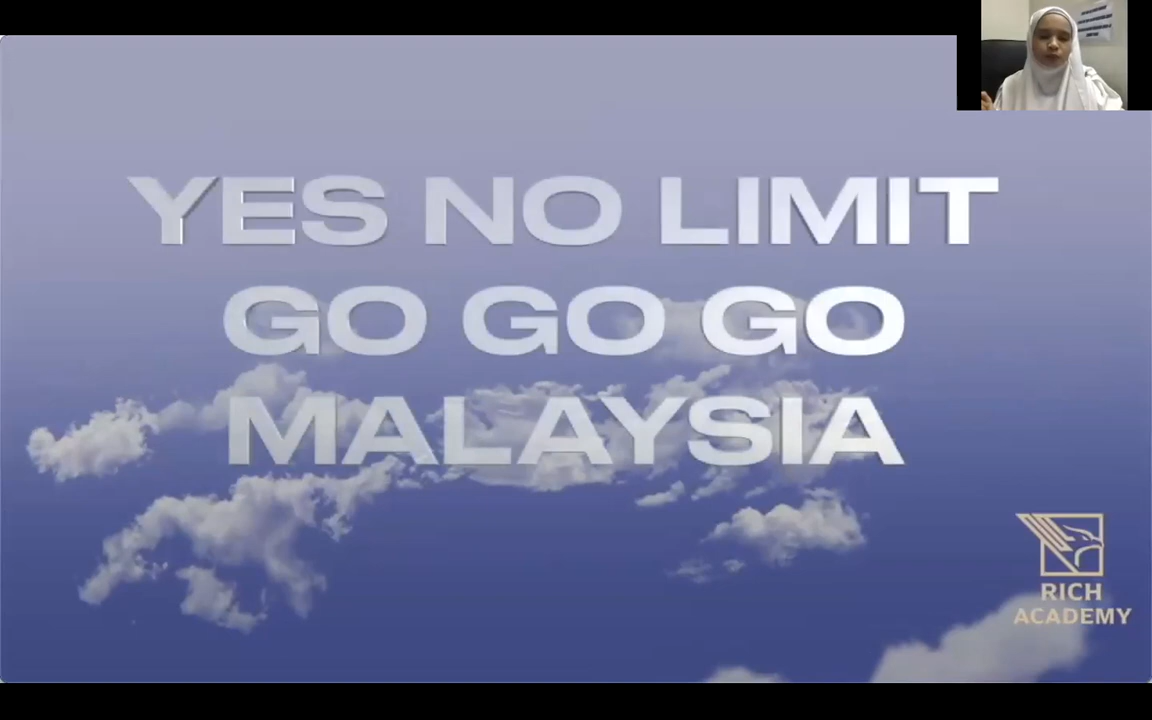 YES NO LIMIT
GO GO GO
MALAYSIA
RICH
ACADEMY